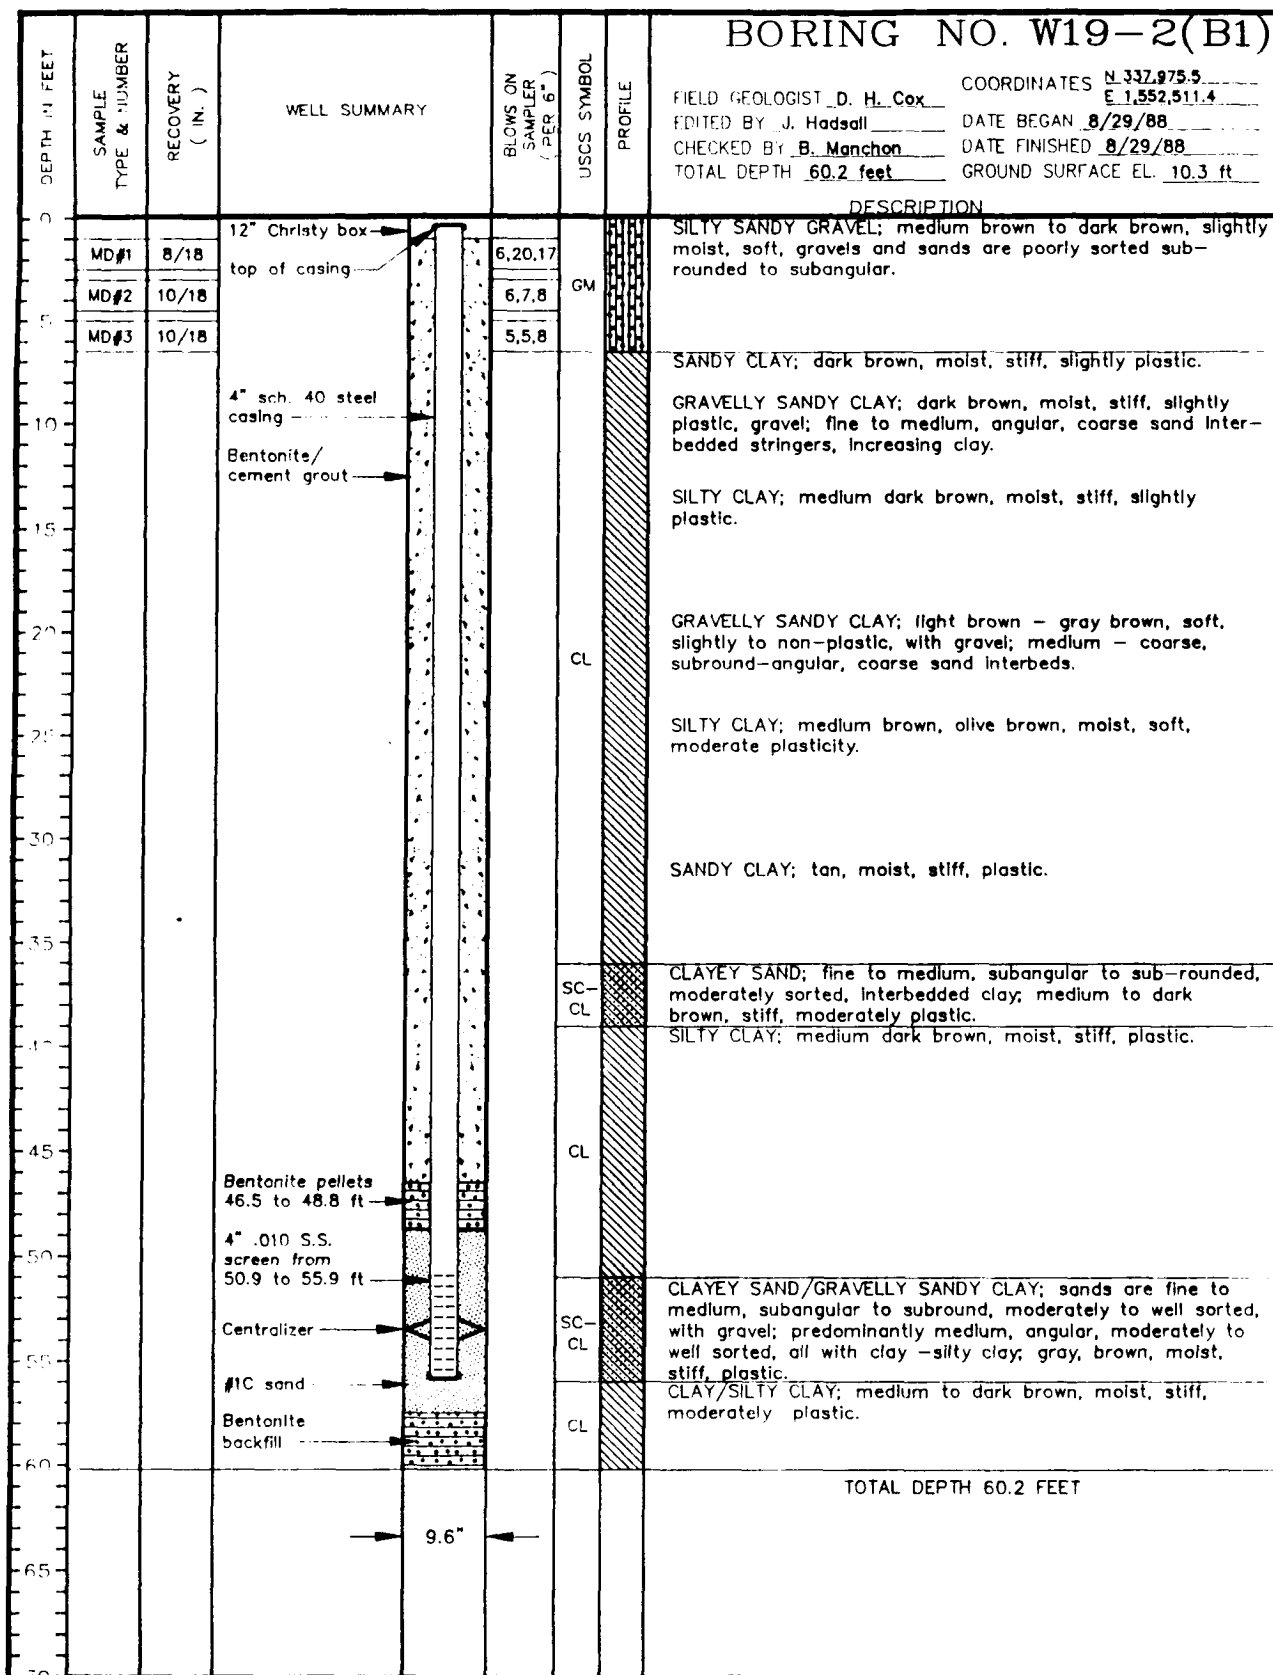 BORING NO. W19-2(B1)
DEPTH IN FEET
SAMPLE
TYPE & NUMBER
RECOVERY
( IN. )
WELL SUMMARY
BLOWS ON
SAMPLER
( PER 6" )
USCS SYMBOL
PROFILE
FIELD GEOLOGIST D. H. Cox
EDITED BY J. Hadsall
CHECKED BY B. Manchon
TOTAL DEPTH 60.2 feet
COORDINATES N 337,975.5
E 1,552,511.4
DATE BEGAN 8/29/88
DATE FINISHED 8/29/88
GROUND SURFACE EL. 10.3 ft
DESCRIPTION
0
5
10
15
20
25
30
35
45
50
55
60
65
70
MD#1 8/18 6,20,17
MD#2 10/18 6,7,8
MD#3 10/18 5,5,8
12" Christy box
top of casing
4" sch. 40 steel
casing
Bentonite/
cement grout
Bentonite pellets
46.5 to 48.8 ft
4" .010 S.S.
screen from
50.9 to 55.9 ft
Centralizer
#1C sand
Bentonite
backfill
9.6"
GM
CL
SC-
CL
CL
SC-
CL
CL
SILTY SANDY GRAVEL; medium brown to dark brown, slightly
moist, soft, gravels and sands are poorly sorted sub-
rounded to subangular.
SANDY CLAY; dark brown, moist, stiff, slightly plastic.
GRAVELLY SANDY CLAY; dark brown, moist, stiff, slightly
plastic, gravel; fine to medium, angular, coarse sand inter-
bedded stringers, increasing clay.
SILTY CLAY; medium dark brown, moist, stiff, slightly
plastic.
GRAVELLY SANDY CLAY; light brown - gray brown, soft,
slightly to non-plastic, with gravel; medium - coarse,
subround-angular, coarse sand interbeds.
SILTY CLAY; medium brown, olive brown, moist, soft,
moderate plasticity.
SANDY CLAY; tan, moist, stiff, plastic.
CLAYEY SAND; fine to medium, subangular to sub-rounded,
moderately sorted, interbedded clay; medium to dark
brown, stiff, moderately plastic.
SILTY CLAY; medium dark brown, moist, stiff, plastic.
CLAYEY SAND/GRAVELLY SANDY CLAY; sands are fine to
medium, subangular to subround, moderately to well sorted,
with gravel; predominantly medium, angular, moderately to
well sorted, all with clay -silty clay; gray, brown, moist,
stiff, plastic.
CLAY/SILTY CLAY; medium to dark brown, moist, stiff,
moderately plastic.
TOTAL DEPTH 60.2 FEET